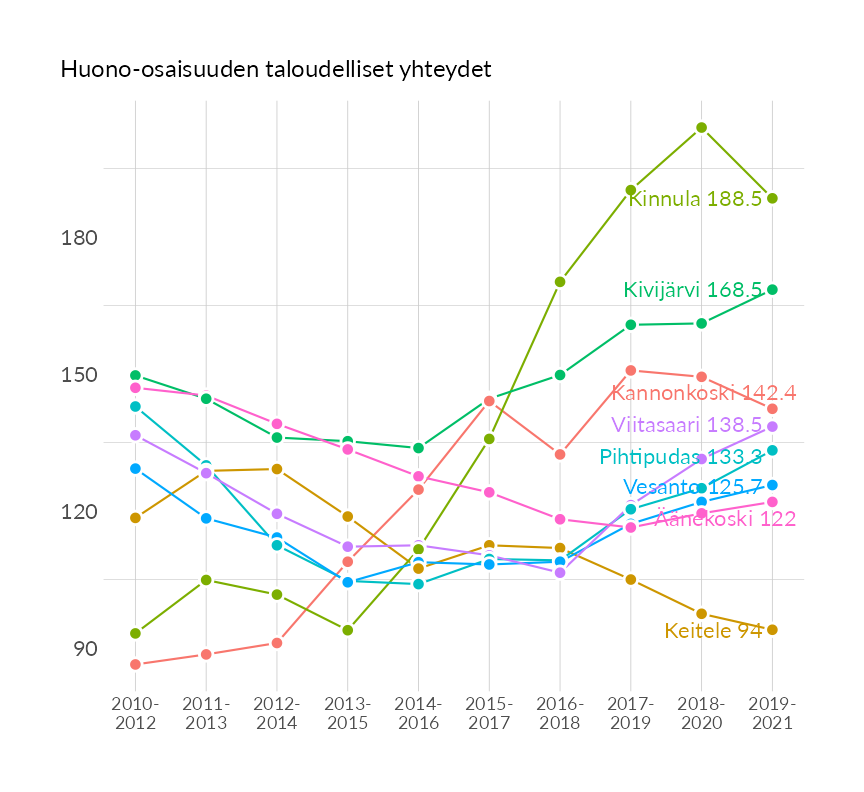 Huono-osaisuuden taloudelliset yhteydet
Kinnula 188.5
180
Kivijärvi 168.5
150
Kannonkoski 142.4
Viitasaari 138.5
Pihtipudas 133.3
Vesanto 125.7
120
Äänekoski 122
90
Keitele 94
2010-
2012
2011-
2013
2012-
2014
2013-
2015
2014-
2016
2015-
2017
2016-
2018
2017-
2019
2018-
2020
2019-
2021